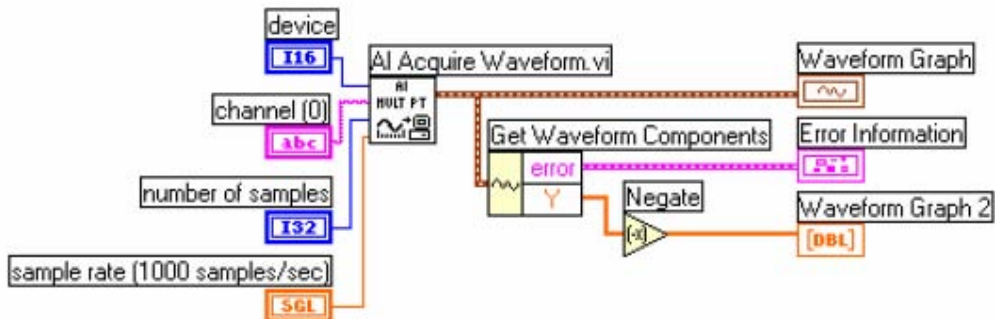 device
I16
AI Acquire Waveform.vi
AI
MULT PT
channel (0)
abc
number of samples
I32
sample rate (1000 samples/sec)
SGL
Waveform Graph
Get Waveform Components
error
Y
Error Information
Negate
(-x)
Waveform Graph 2
[DBL]